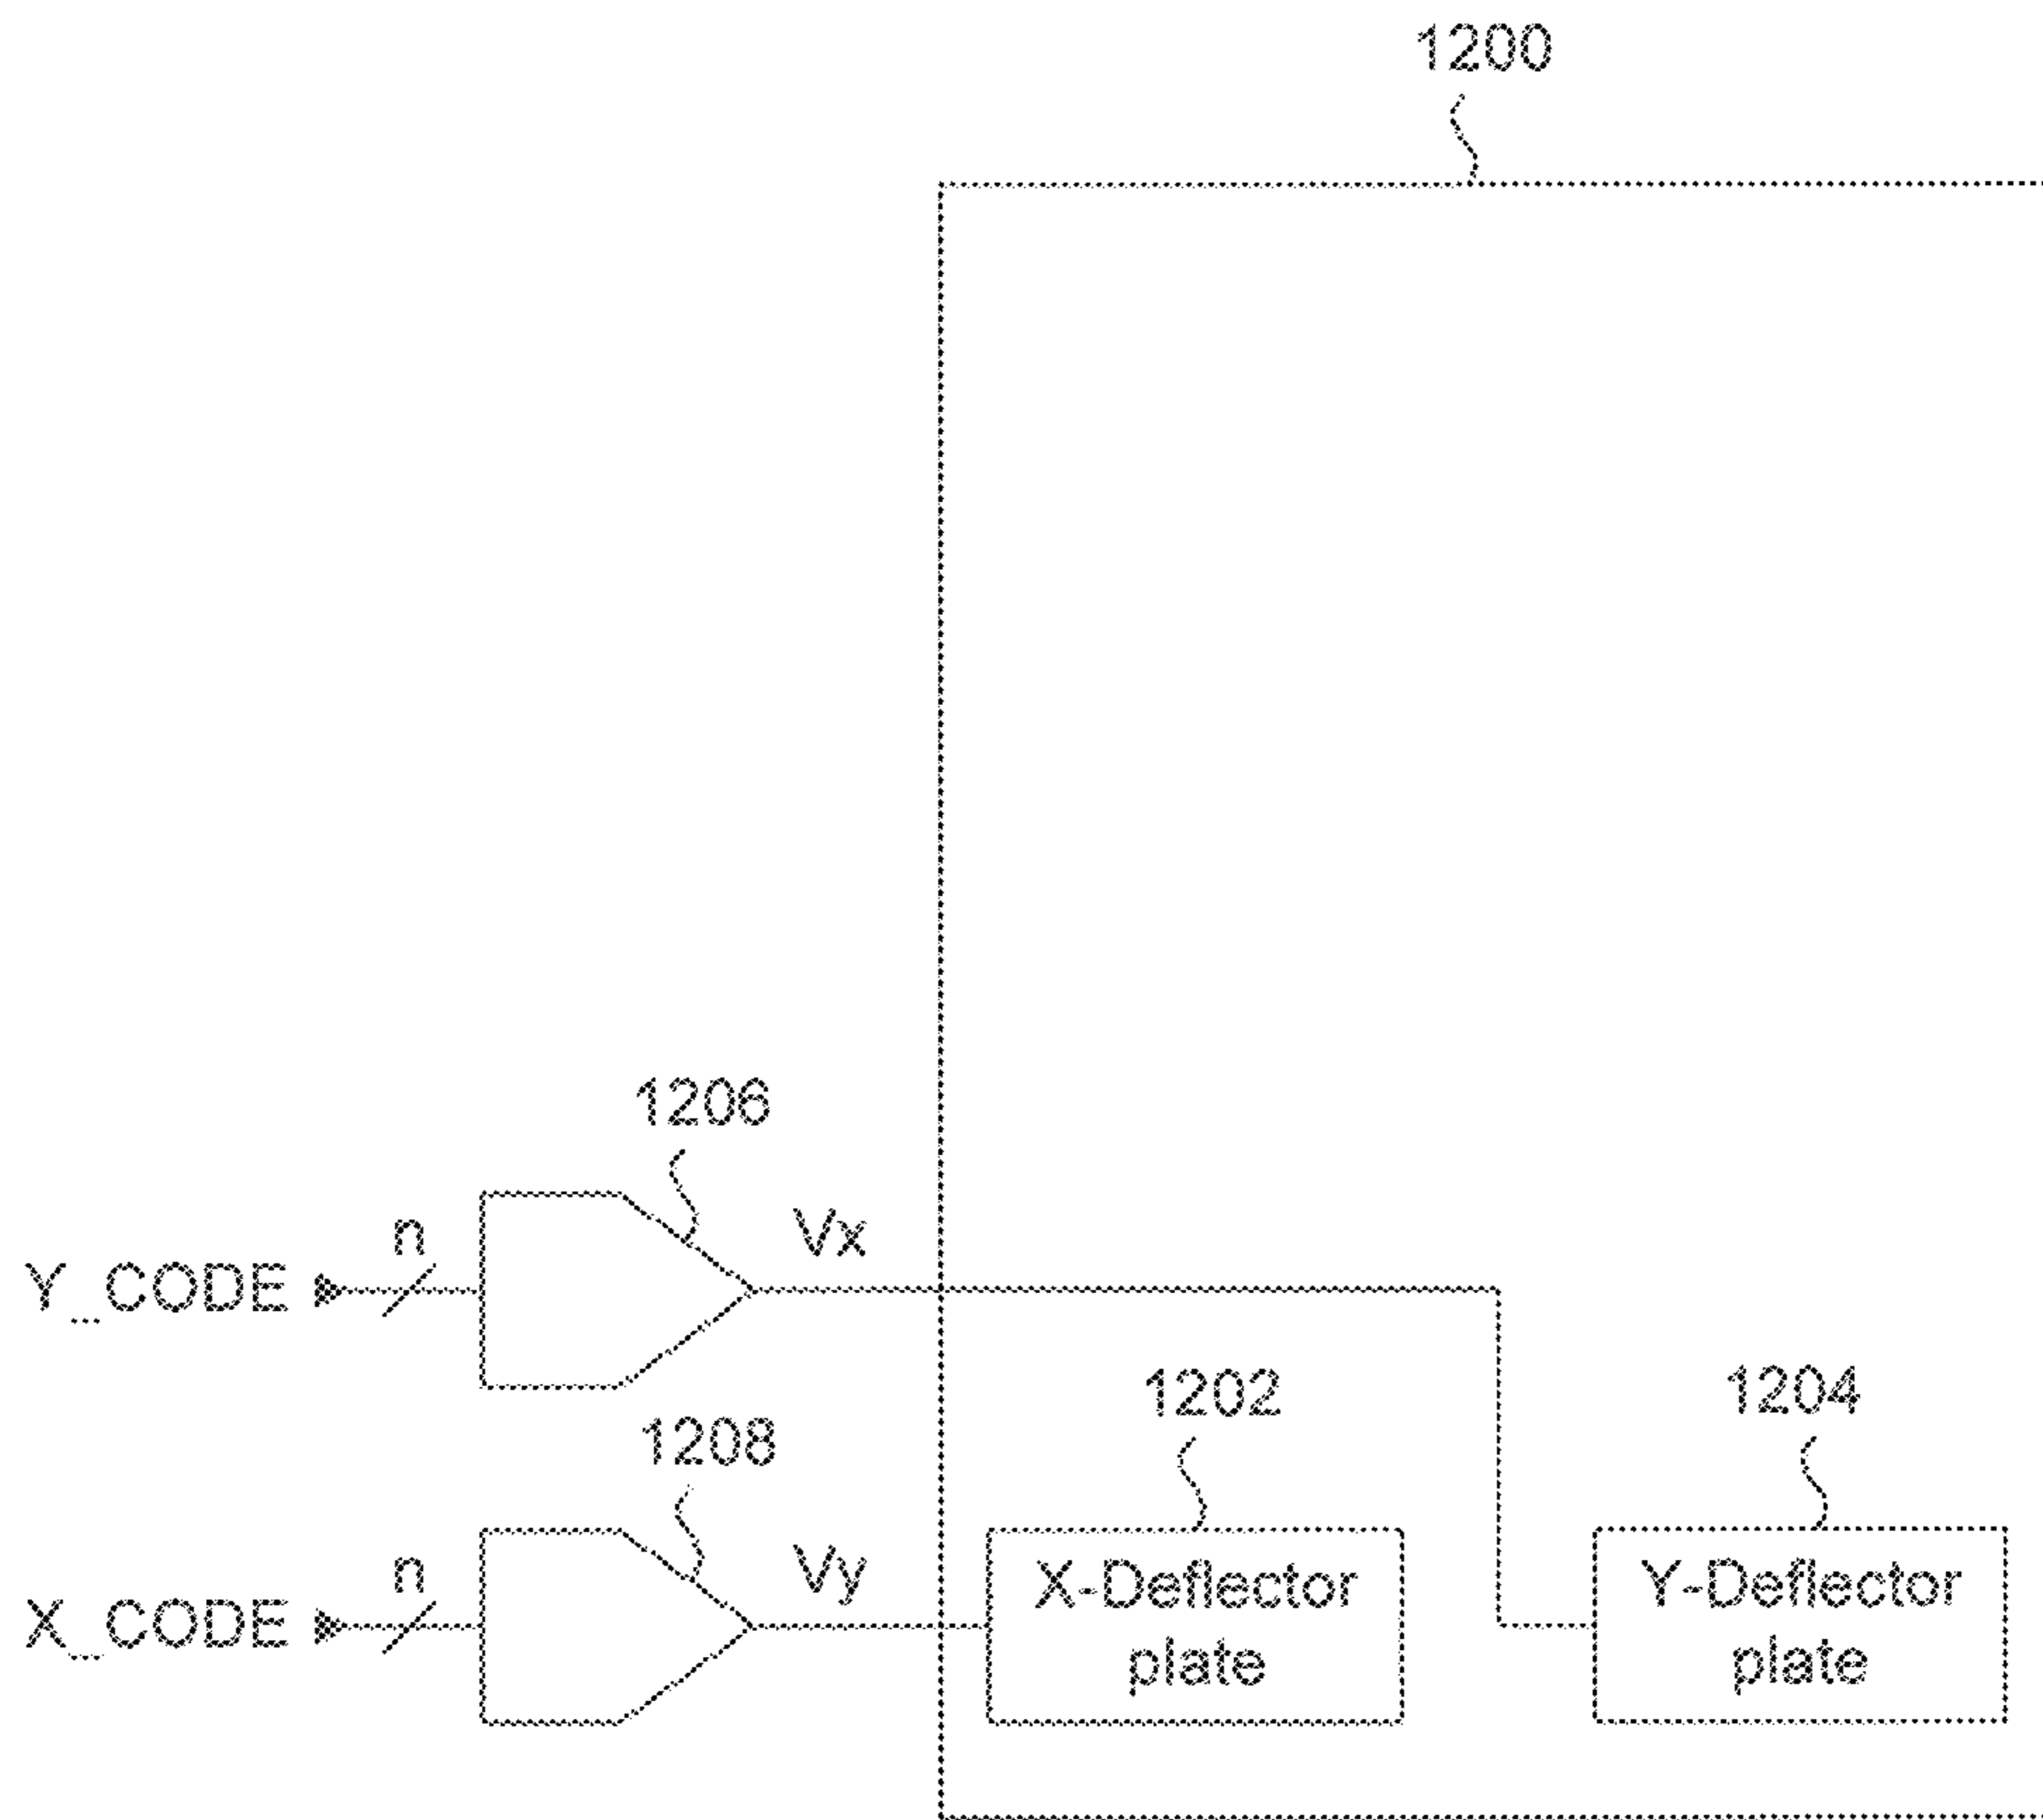 1200
1206
n
Vx
Y_CODE
1202
1204
1208
n
Vy
X_CODE
X-Deflector
plate
Y-Deflector
plate